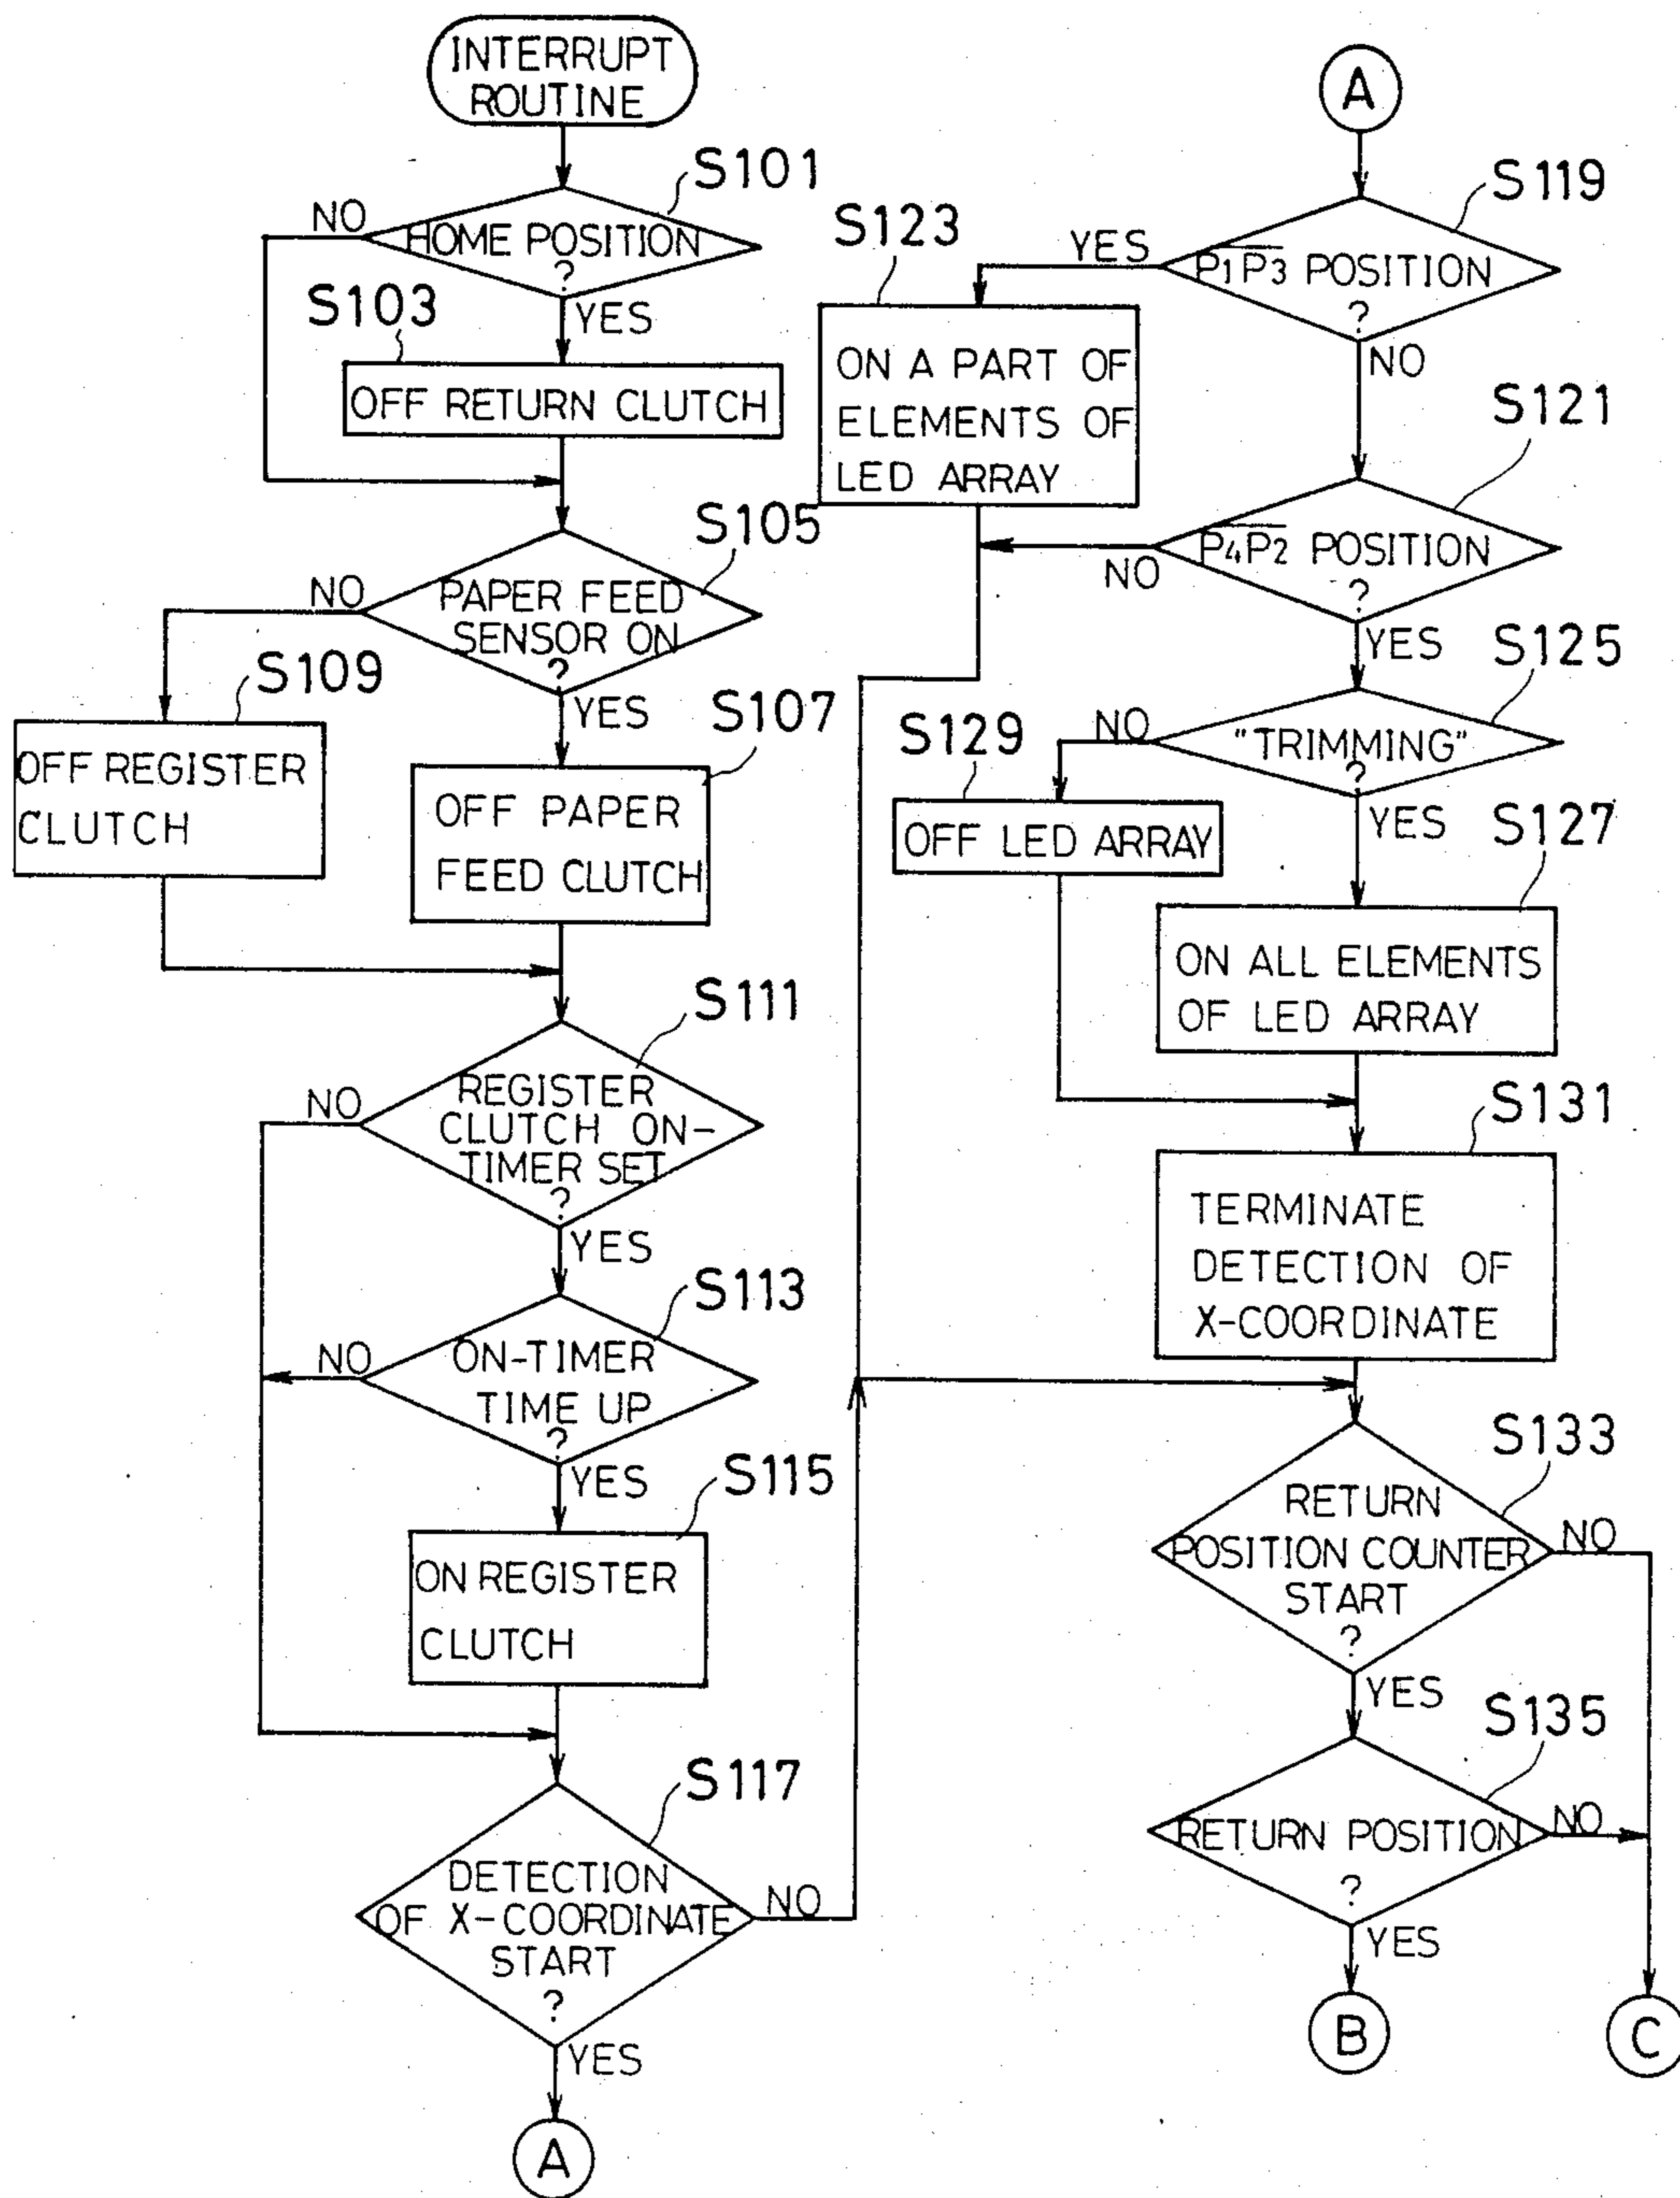 INTERRUPT
ROUTINE
S101
NO
HOME POSITION
?
YES
S103
OFF RETURN CLUTCH
S105
NO
PAPER FEED
SENSOR ON
?
YES
S109
OFF REGISTER
CLUTCH
S107
OFF PAPER
FEED CLUTCH
S111
NO
REGISTER
CLUTCH ON-
TIMER SET
?
YES
S113
NO
ON-TIMER
TIME UP
?
YES
S115
ON REGISTER
CLUTCH
S117
DETECTION
OF X-COORDINATE
START
?
NO
YES
A
A
S119
YES
P1P3 POSITION
?
NO
S123
ON A PART OF
ELEMENTS OF
LED ARRAY
S121
P4P2 POSITION
?
NO
YES
S125
NO
"TRIMMING"
?
YES
S129
OFF LED ARRAY
S127
ON ALL ELEMENTS
OF LED ARRAY
S131
TERMINATE
DETECTION OF
X-COORDINATE
S133
RETURN
POSITION COUNTER
START
?
NO
YES
S135
RETURN POSITION
?
NO
YES
B
C